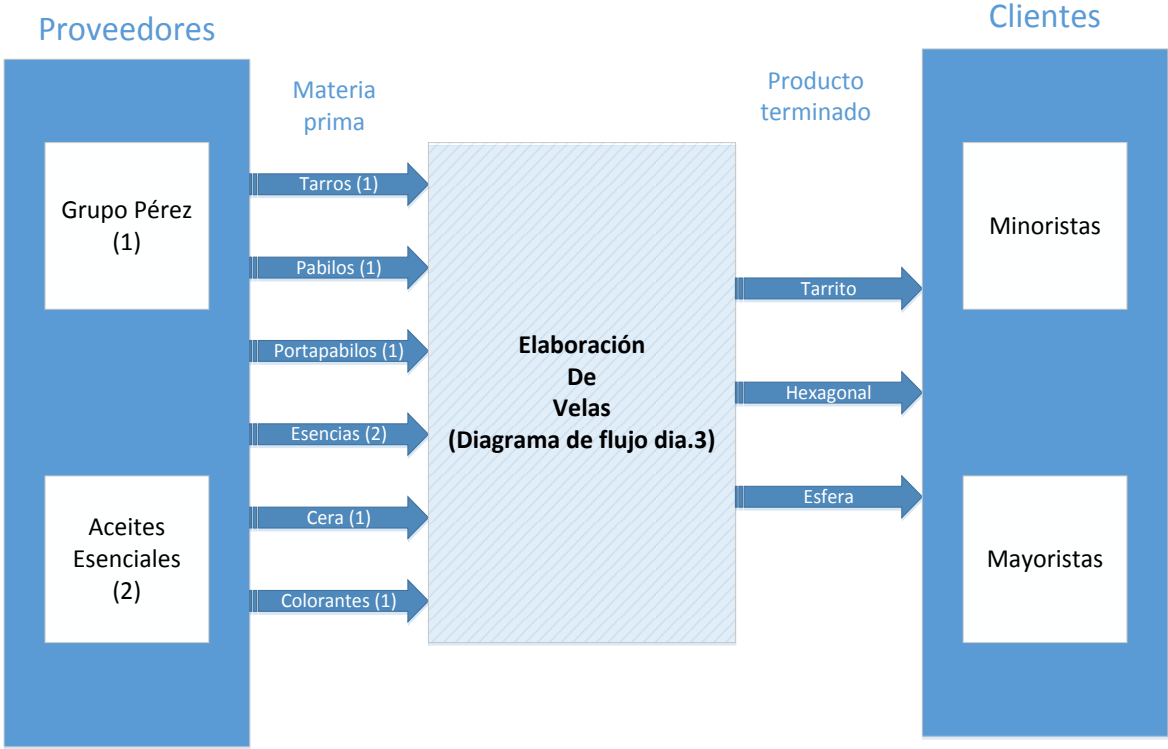 Proveedores
Clientes
Materia
prima
Producto
terminado
Grupo Pérez
(1)
Aceites
Esenciales
(2)
Tarros (1)
Pabilos (1)
Portapabilos (1)
Esencias (2)
Cera (1)
Colorantes (1)
Elaboración
De
Velas
(Diagrama de flujo dia.3)
Tarrito
Hexagonal
Esfera
Minoristas
Mayoristas